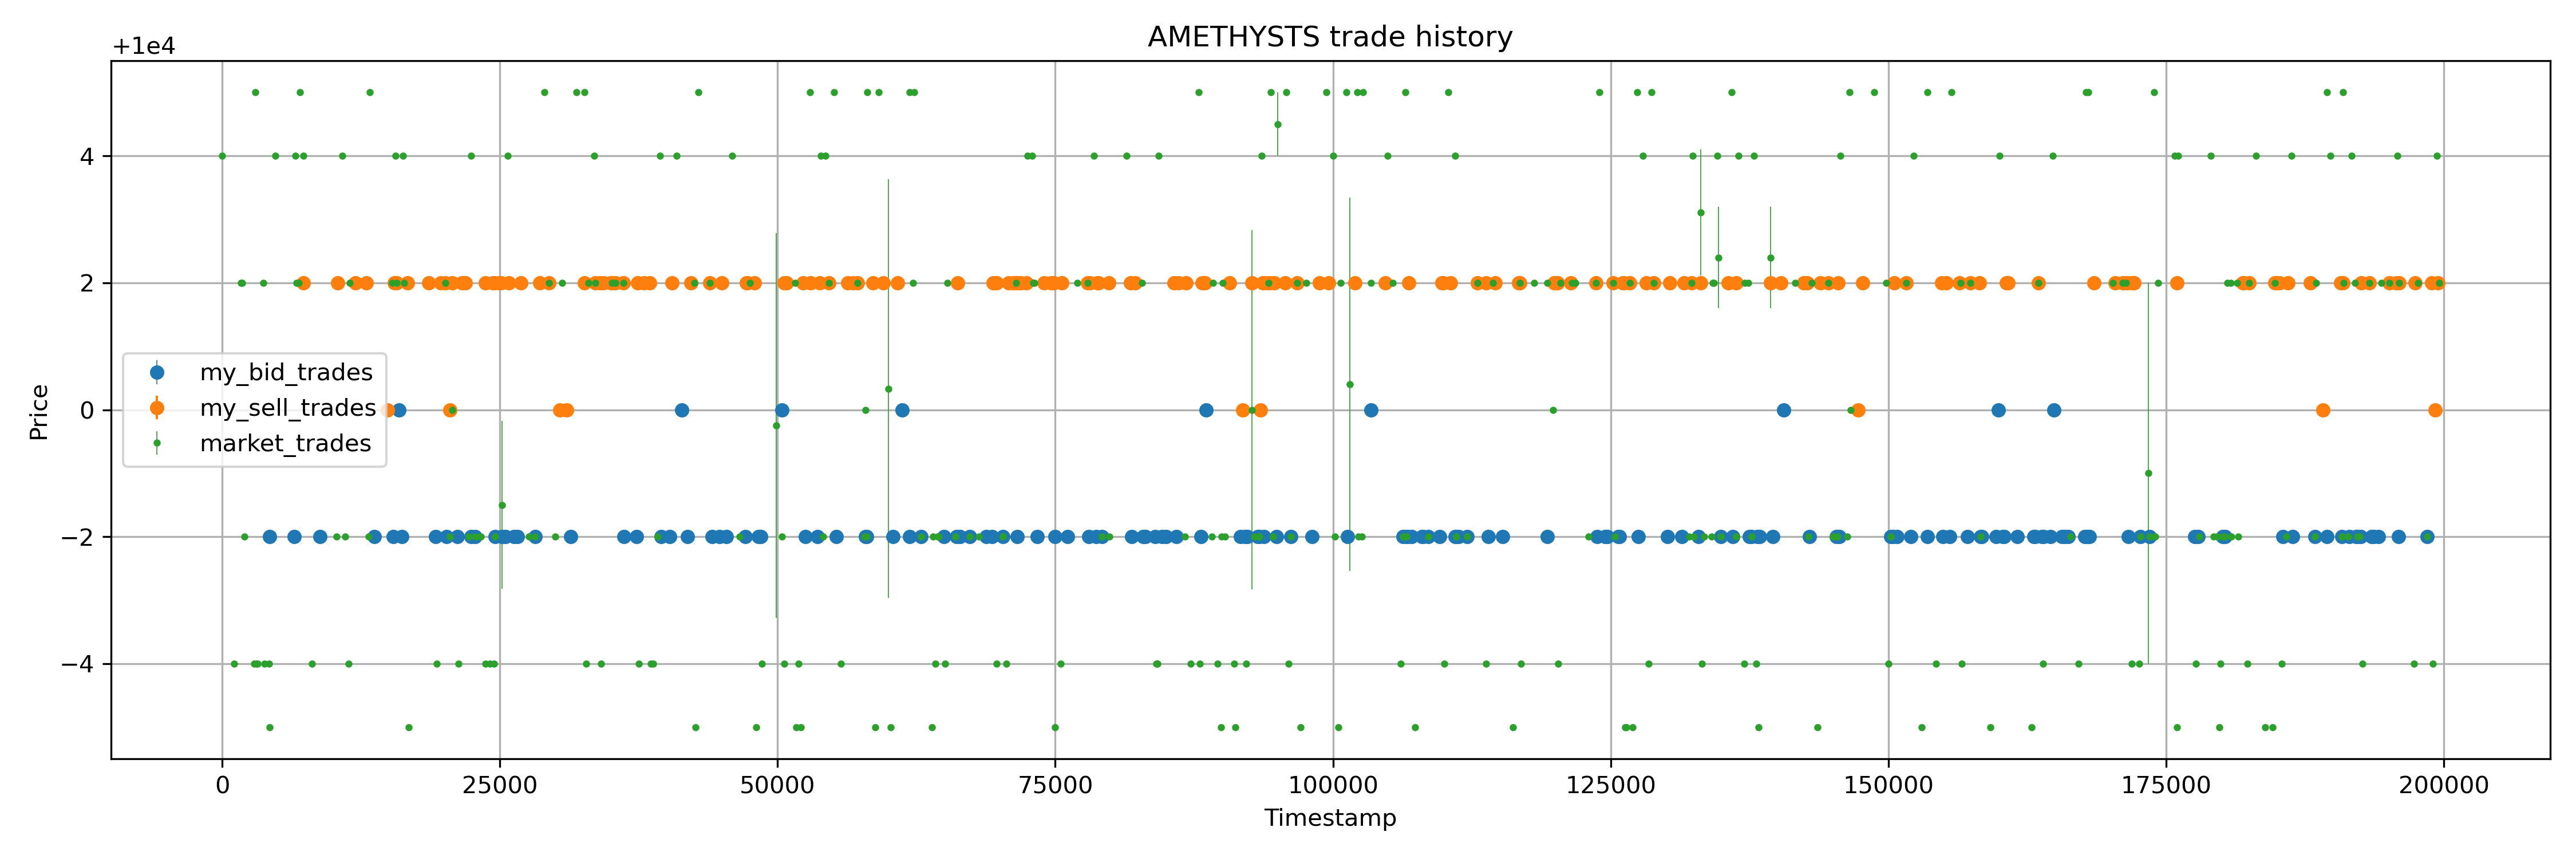 AMETHYSTS trade history
+1e4
4
2
0
−2
−4
Price
my_bid_trades
my_sell_trades
market_trades
0
25000
50000
75000
100000
125000
150000
175000
200000
Timestamp